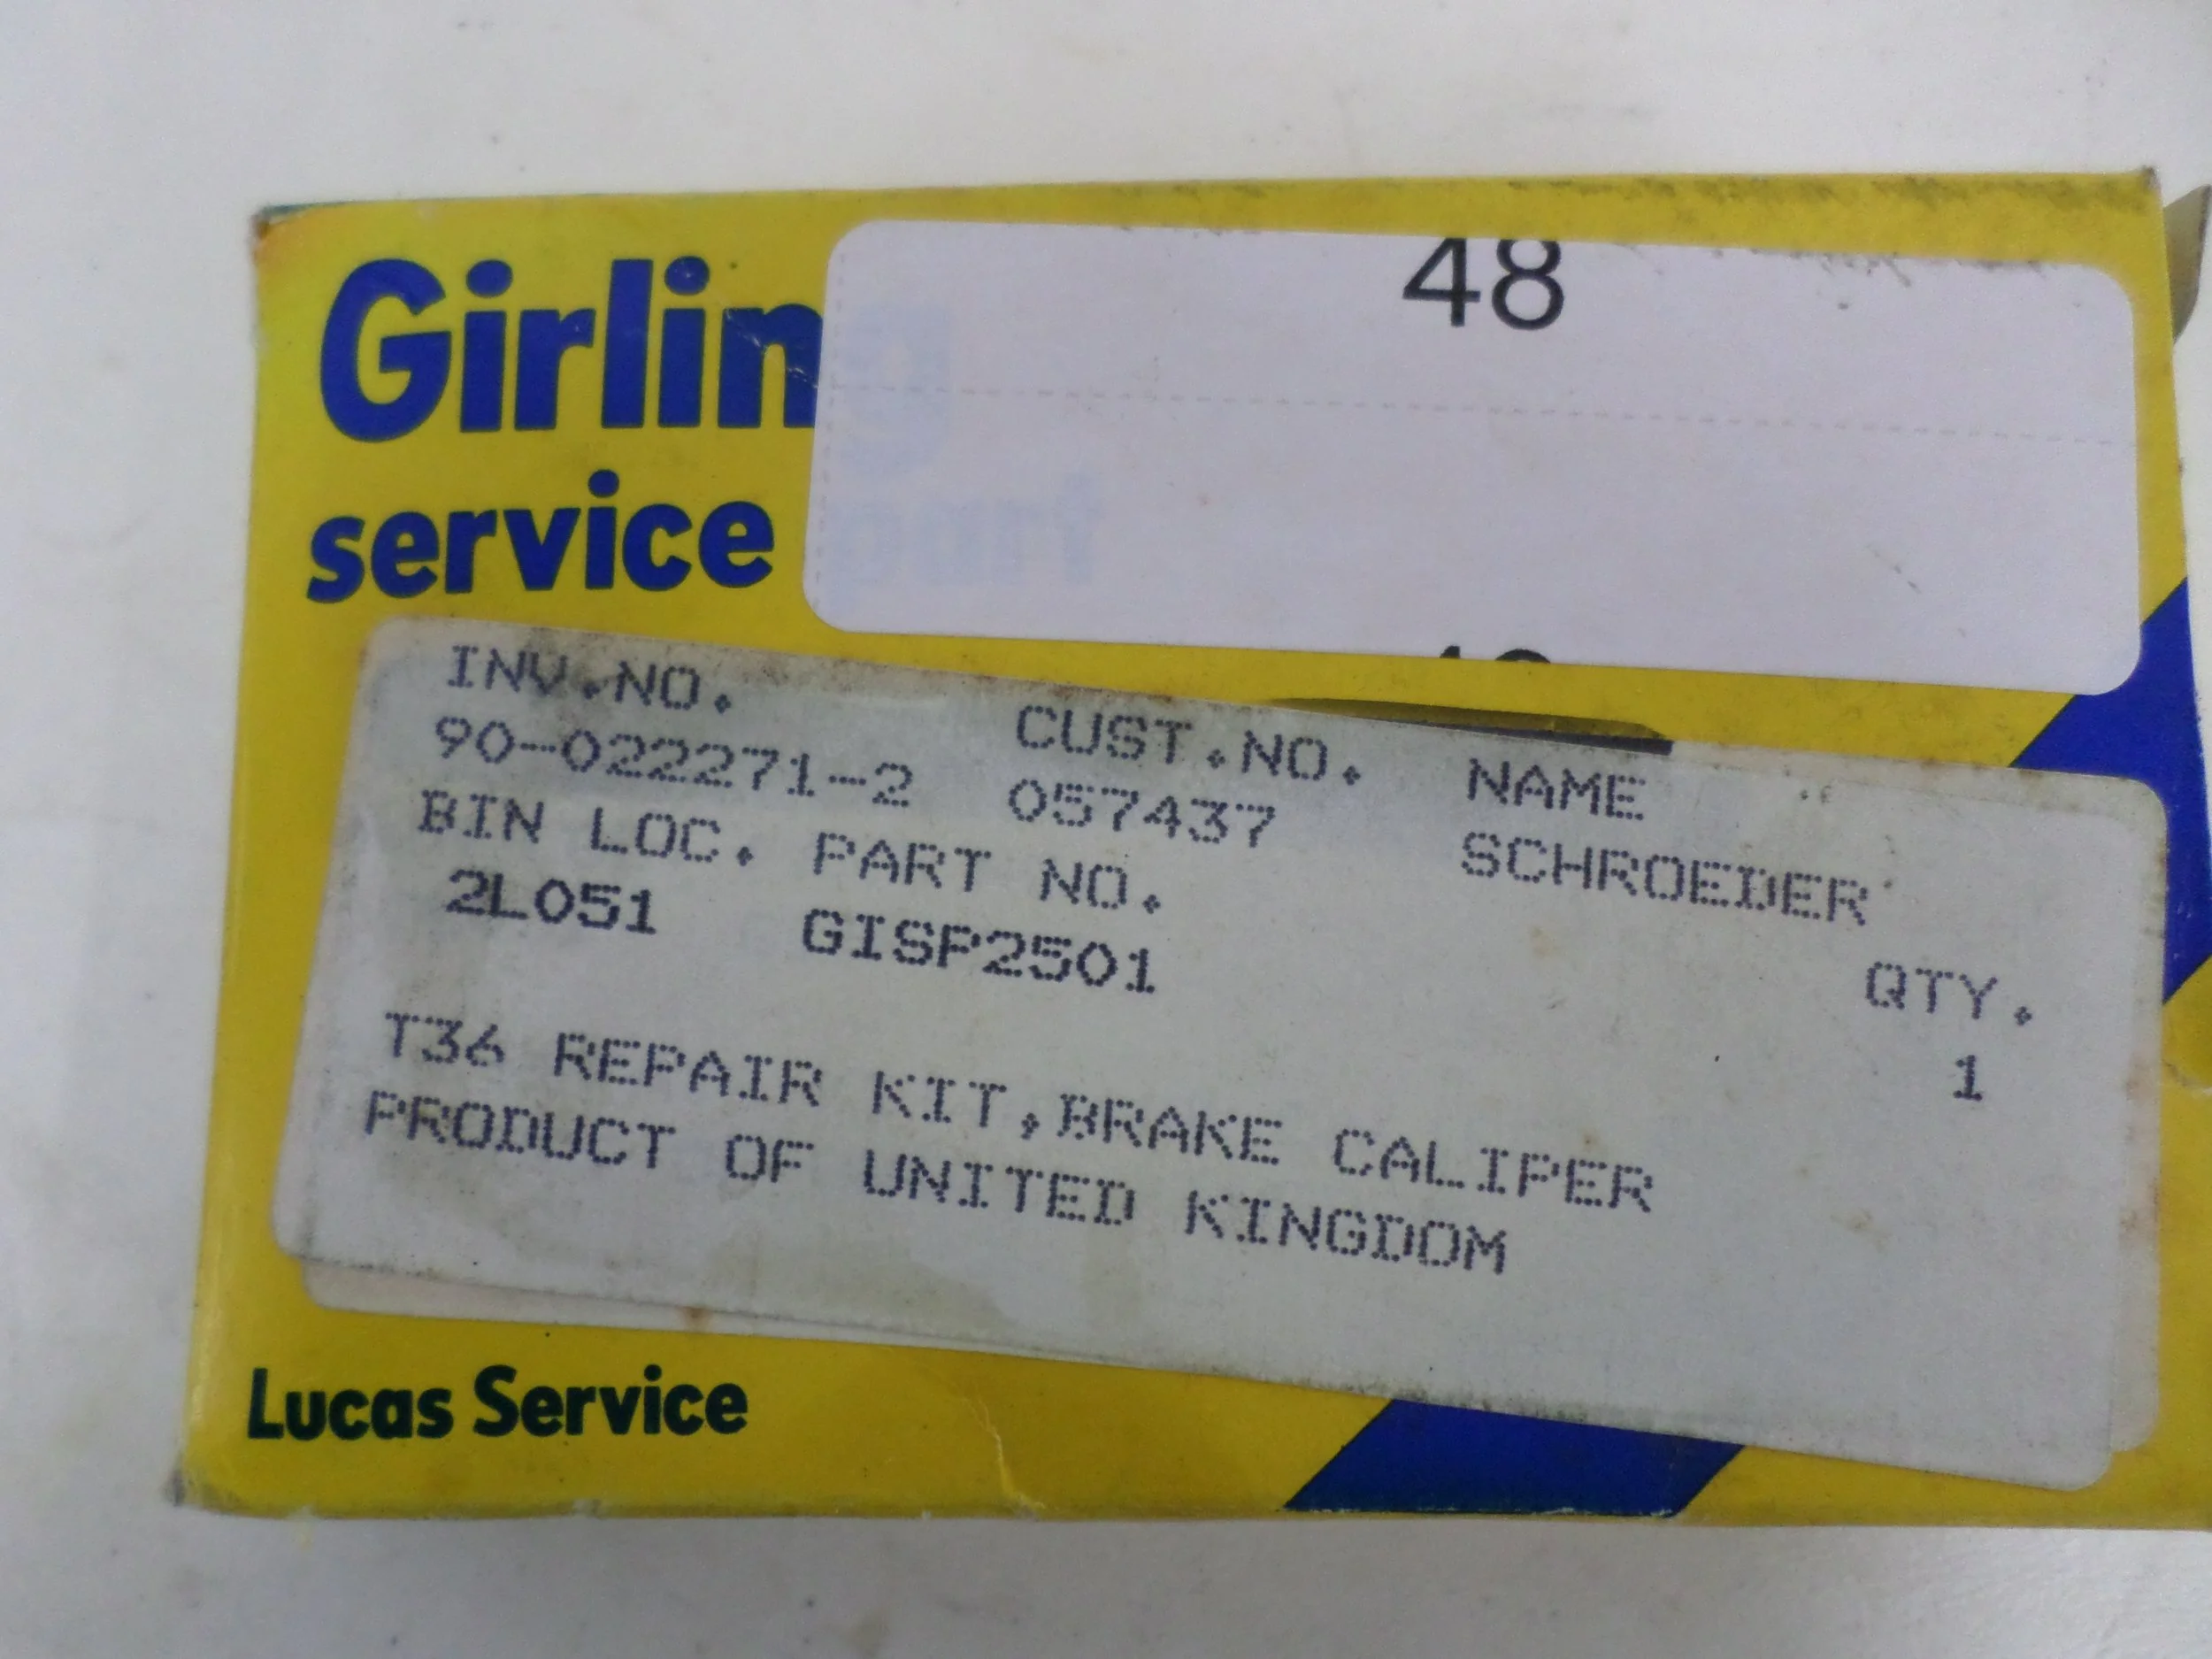 Girlin
service
48
INV.NO. CUST.NO. NAME
90-022271-2 057437 SCHROEDER
BIN LOC. PART NO. QTY.
2L051 GISP2501 1
T36 REPAIR KIT,BRAKE CALIPER
PRODUCT OF UNITED KINGDOM
Lucas Service